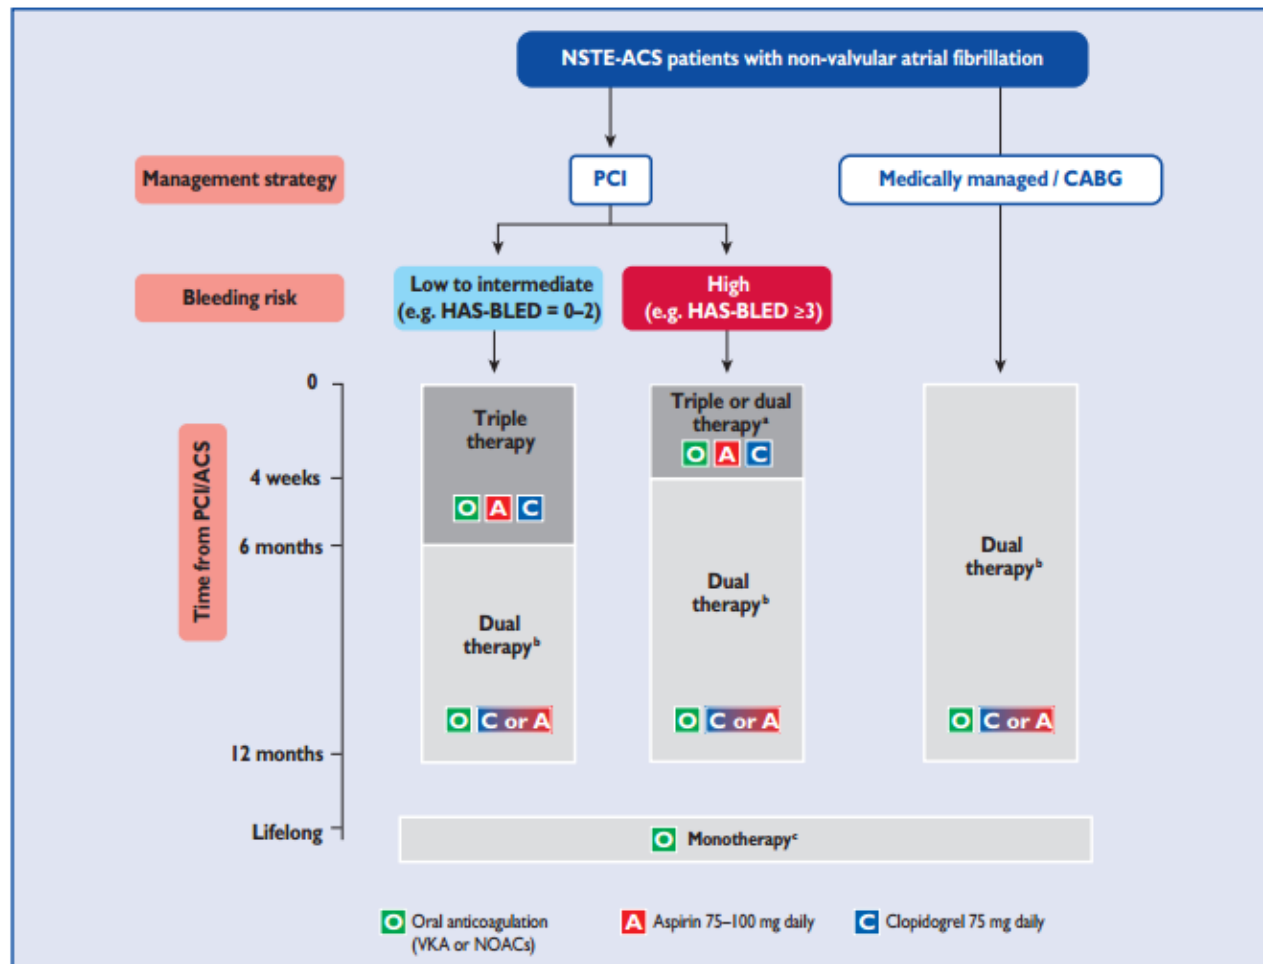 NSTE-ACS patients with non-valvular atrial fibrillation
Management strategy
PCI
Medically managed / CABG
Bleeding risk
Low to intermediate
(e.g. HAS-BLED = 0–2)
High
(e.g. HAS-BLED ≥3)
Time from PCI/ACS
0
4 weeks
6 months
12 months
Lifelong
Triple
therapy
O A C
Dual
therapyᵇ
O C or A
Triple or dual
therapyᵃ
O A C
Dual
therapyᵇ
O C or A
Dual
therapyᵇ
O C or A
O Monotherapyᶜ
O Oral anticoagulation
(VKA or NOACs)
A Aspirin 75–100 mg daily
C Clopidogrel 75 mg daily